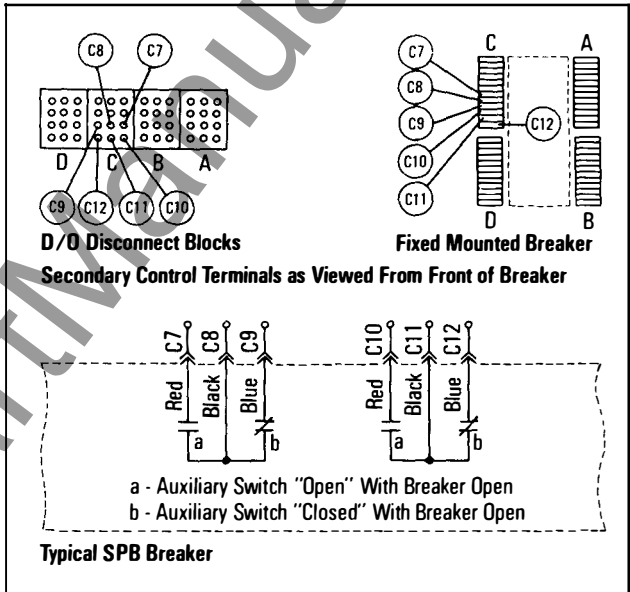 C8 C7
D C B A
C9 C12 C11 C10
D/O Disconnect Blocks
C7 C A
C8
C9 C12
C10
C11
D B
Fixed Mounted Breaker
Secondary Control Terminals as Viewed From Front of Breaker
C7 C8 C9 C10 C11 C12
Red Black Blue Red Black Blue
a b a b
a - Auxiliary Switch "Open" With Breaker Open
b - Auxiliary Switch "Closed" With Breaker Open
Typical SPB Breaker